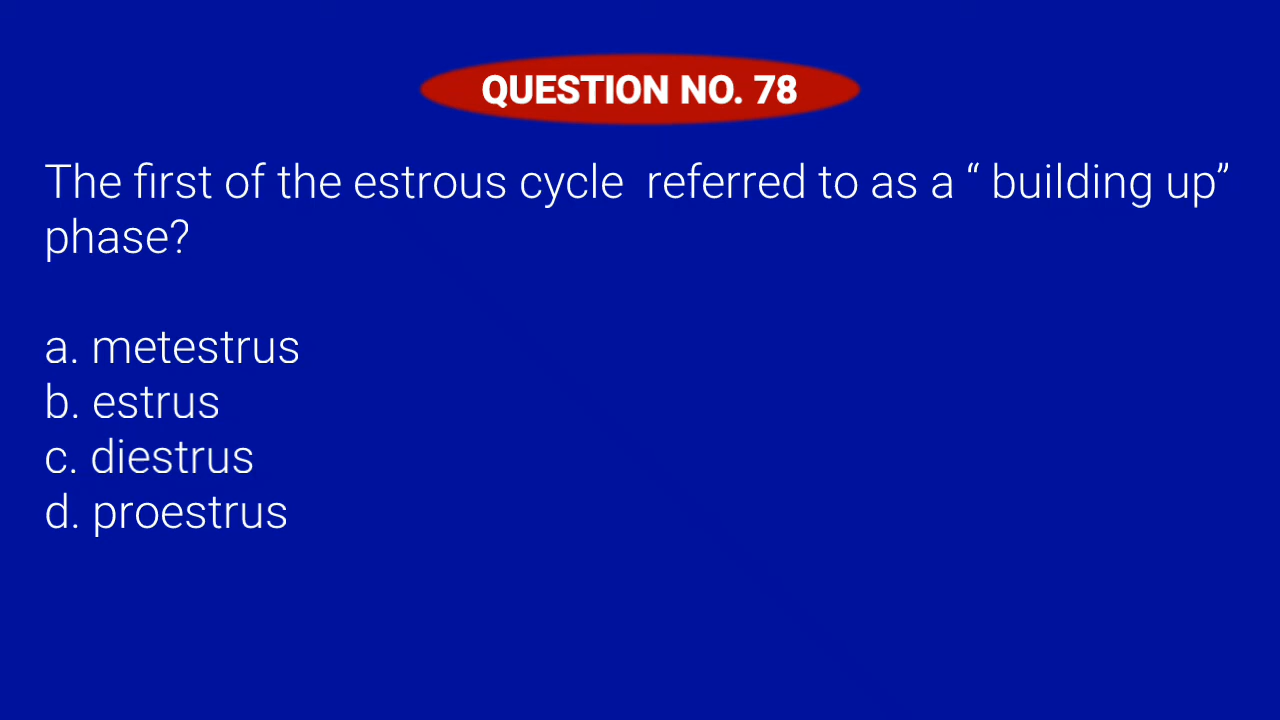 QUESTION NO. 78
The first of the estrous cycle  referred to as a “ building up”
phase?
a. metestrus
b. estrus
c. diestrus
d. proestrus